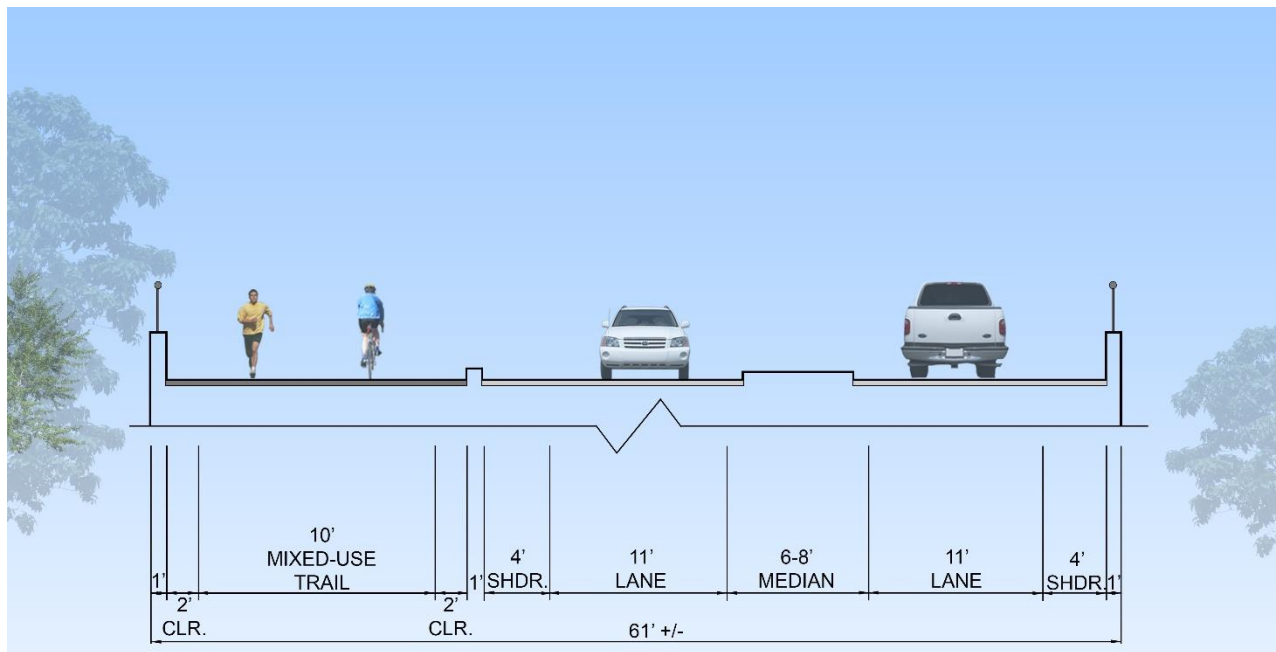 1'
2'
CLR.
10'
MIXED-USE
TRAIL
2'
CLR.
1'
4'
SHDR.
11'
LANE
6-8'
MEDIAN
11'
LANE
4'
SHDR.
1'
61' +/-